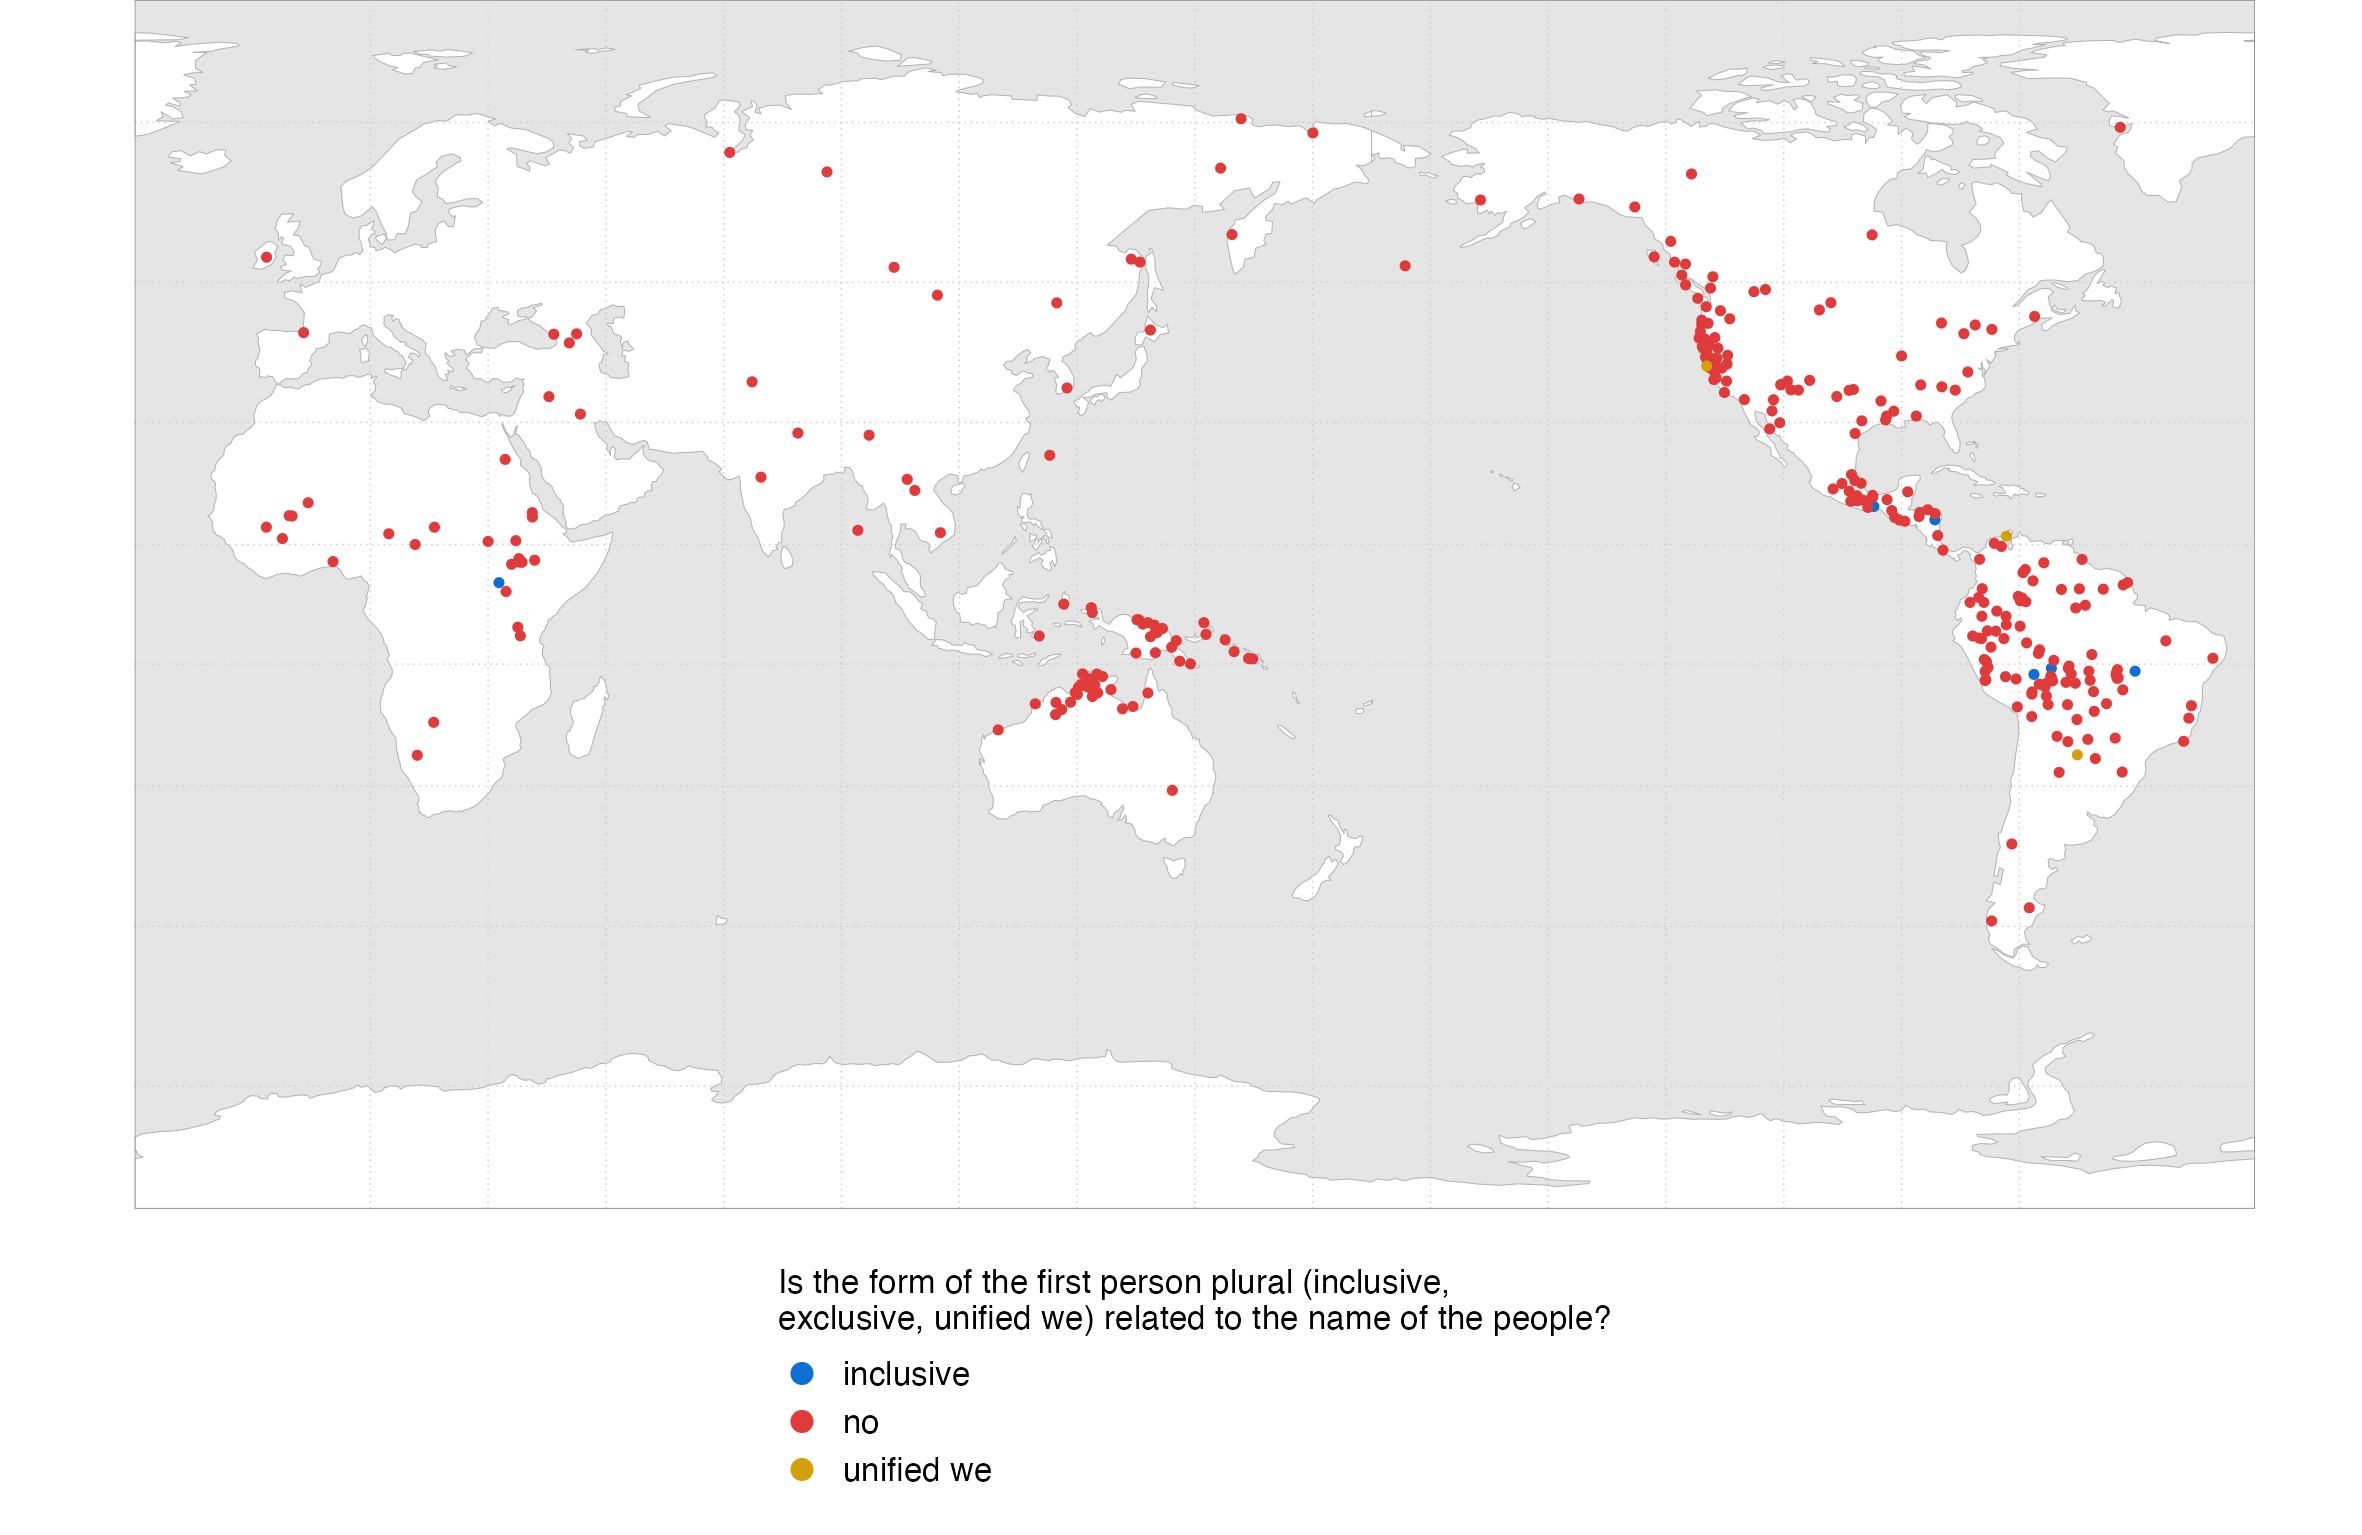 Is the form of the first person plural (inclusive,
exclusive, unified we) related to the name of the people?
inclusive
no
unified we